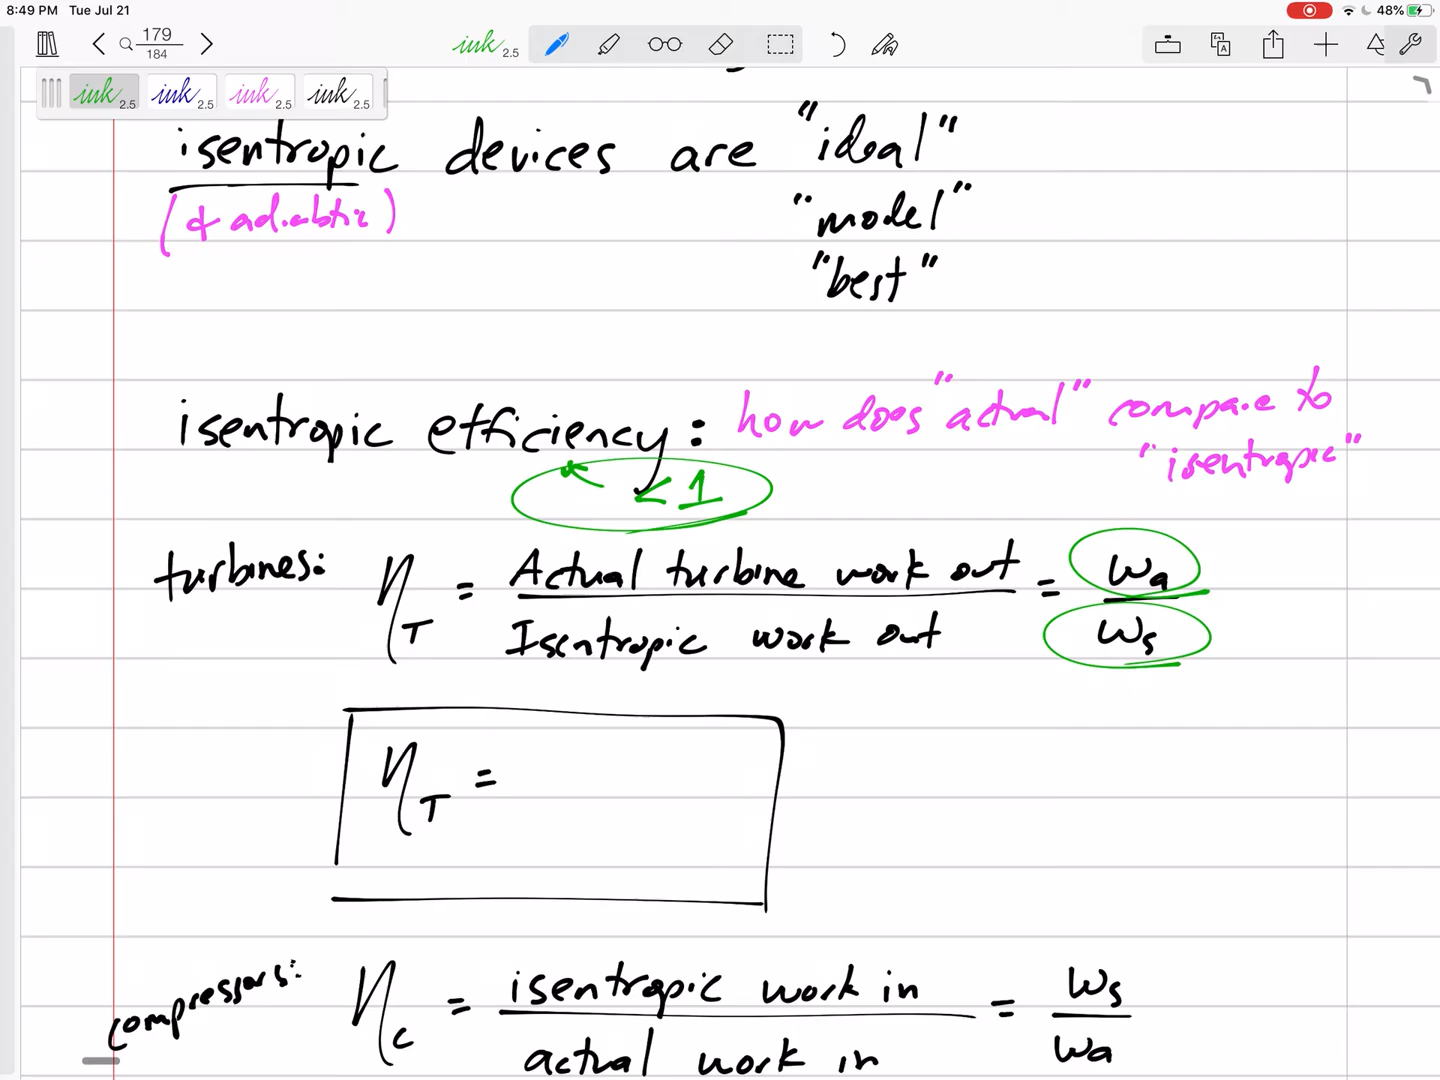 8:49 PM Tue Jul 21
48%
179
184
ink 2.5
ink 2.5 ink 2.5 ink 2.5 ink 2.5
isentropic devices are "ideal"
(& adiabtic)
"model"
"best"
isentropic efficiency: how does "actual" compare to
"isentropic"
< 1
turbines: η_T = Actual turbine work out / Isentropic work out = w_a / w_s
η_T =
compressors: η_c = isentropic work in / actual work in = w_s / w_a